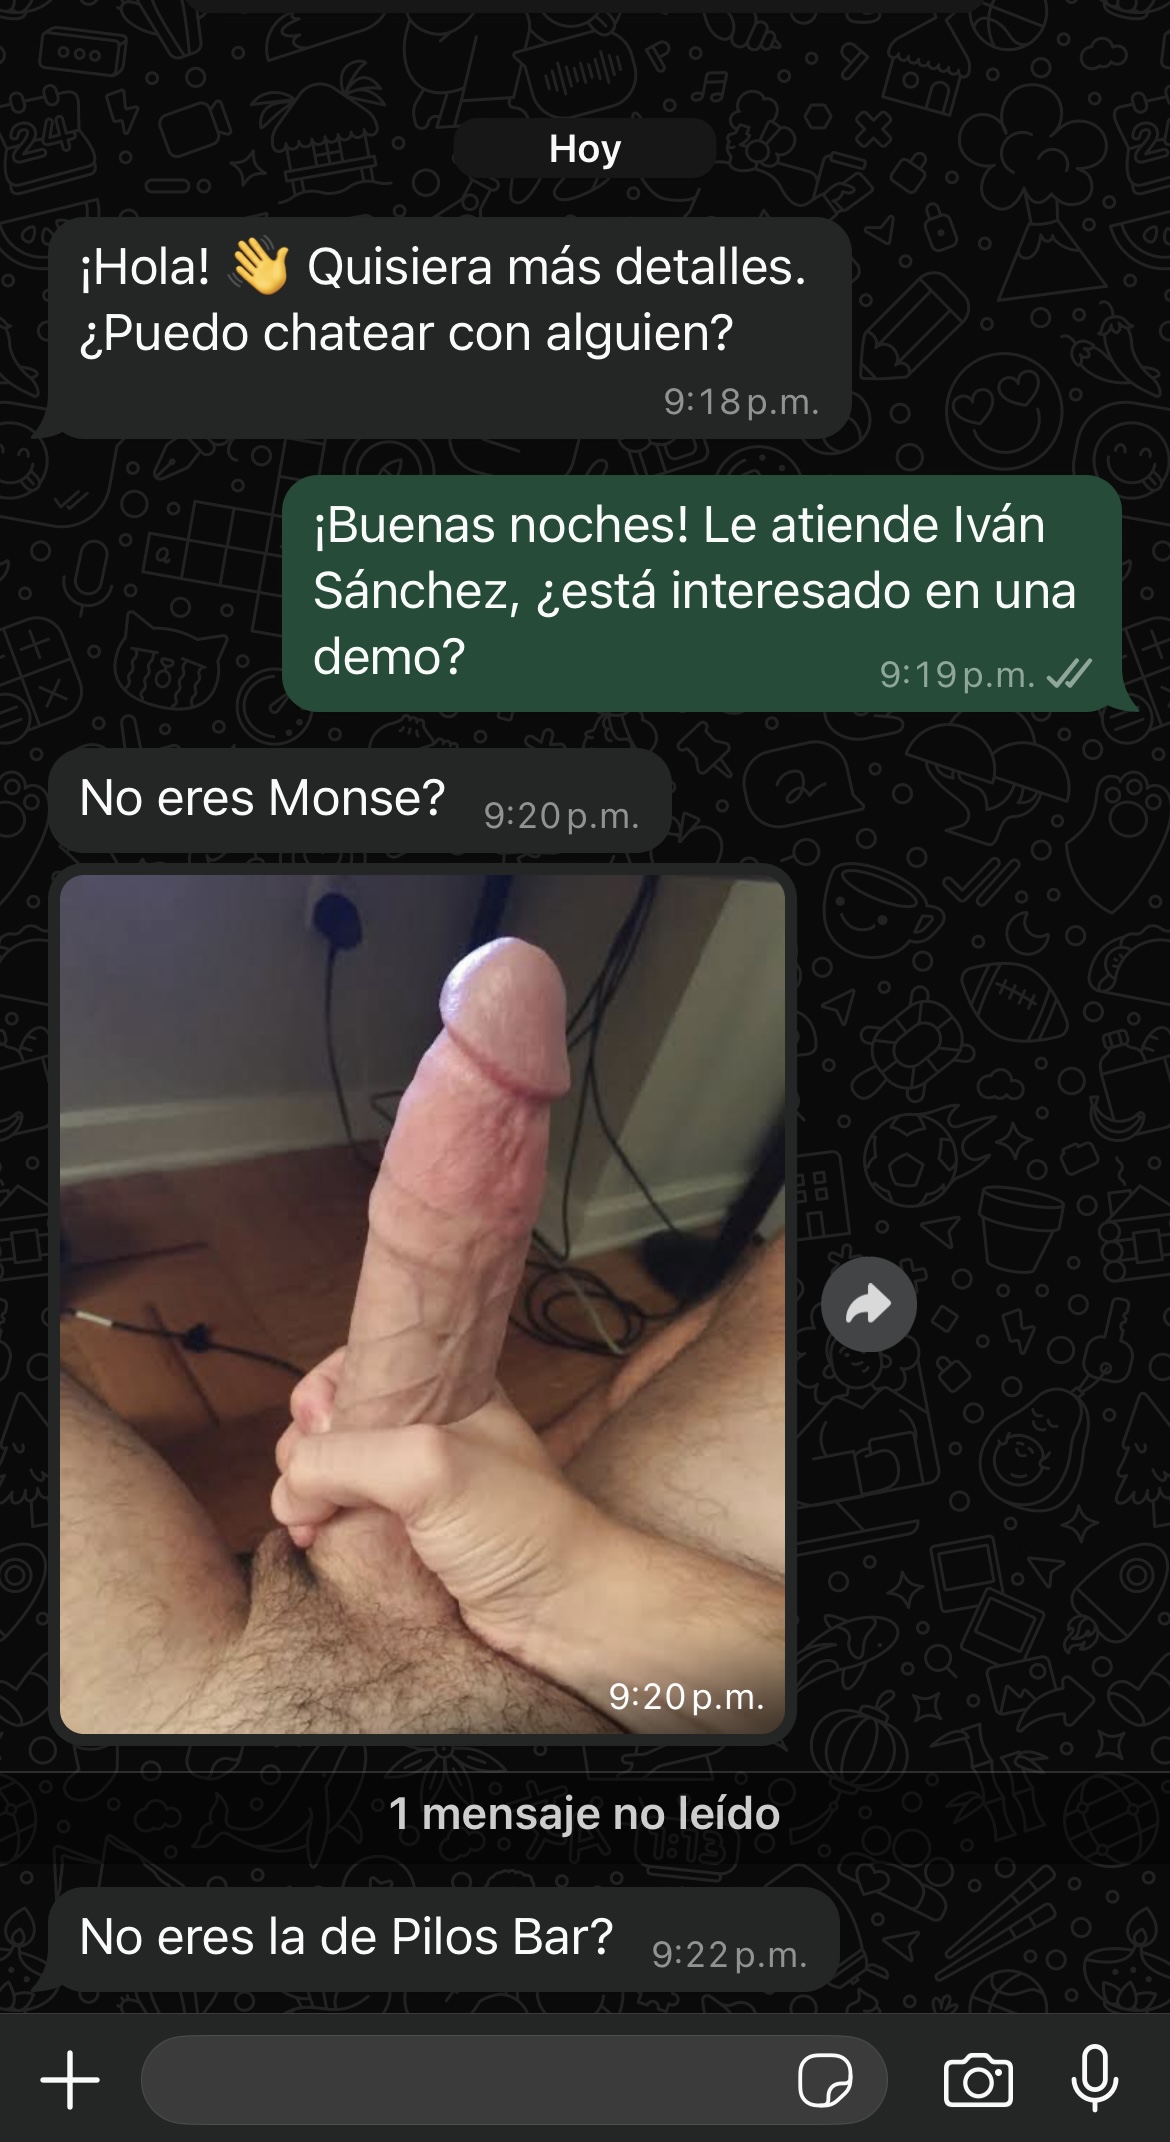 Hoy
¡Hola! 👋 Quisiera más detalles.
¿Puedo chatear con alguien?
9:18 p.m.
¡Buenas noches! Le atiende Iván
Sánchez, ¿está interesado en una
demo?
9:19 p.m.
No eres Monse?
9:20 p.m.
9:20 p.m.
1 mensaje no leído
No eres la de Pilos Bar?
9:22 p.m.